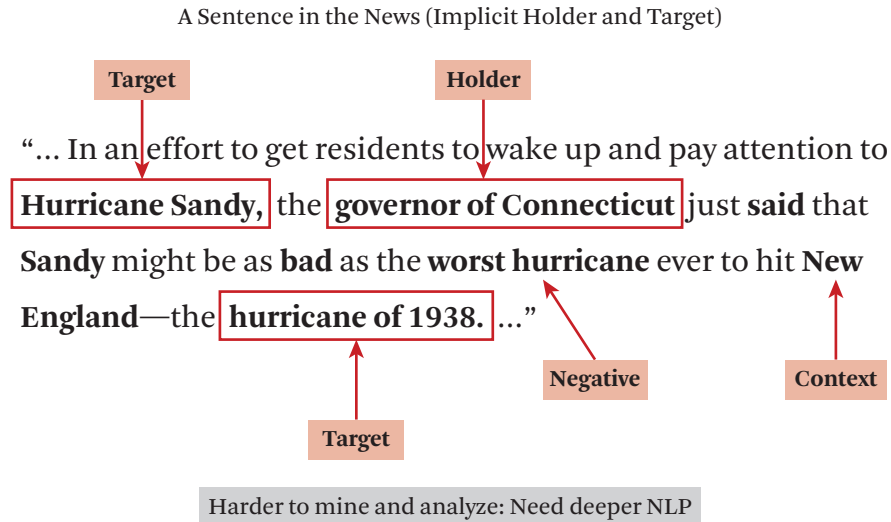 A Sentence in the News (Implicit Holder and Target)
Target
Holder
“... In an effort to get residents to wake up and pay attention to
Hurricane Sandy, the governor of Connecticut just said that
Sandy might be as bad as the worst hurricane ever to hit New
England—the hurricane of 1938. ...”
Negative
Context
Target
Harder to mine and analyze: Need deeper NLP